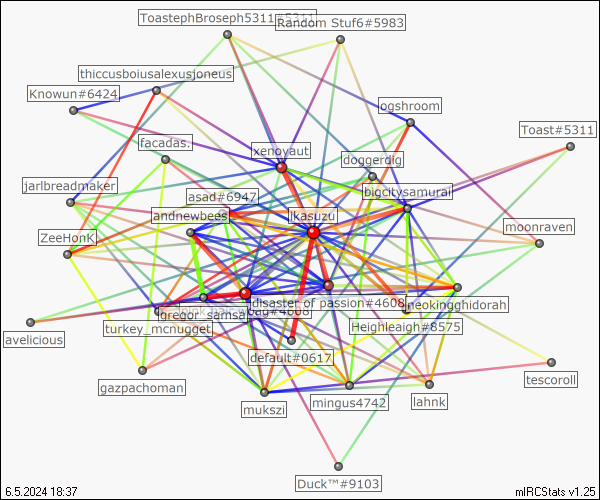 ToastephBroseph5311#5311
Random Stuf6#5983
thiccusboiusalexusjoneus
Knowun#6424
ogshroom
Toast#5311
facadas.
xenoyaut
doggerdig
jarlbreadmaker
asad#6947
bigcitysamurai
andnewbees
ikasuzu
moonraven
ZeeHonK
disaster of passion#4608
neokingghidorah
gregor_samsa
avelicious
turkey_mcnugget
Heighleaigh#8575
default#0617
gazpachoman
tescoroll
mukszi
mingus4742
lahnk
Duck™#9103
6.5.2024 18:37
mIRCStats v1.25